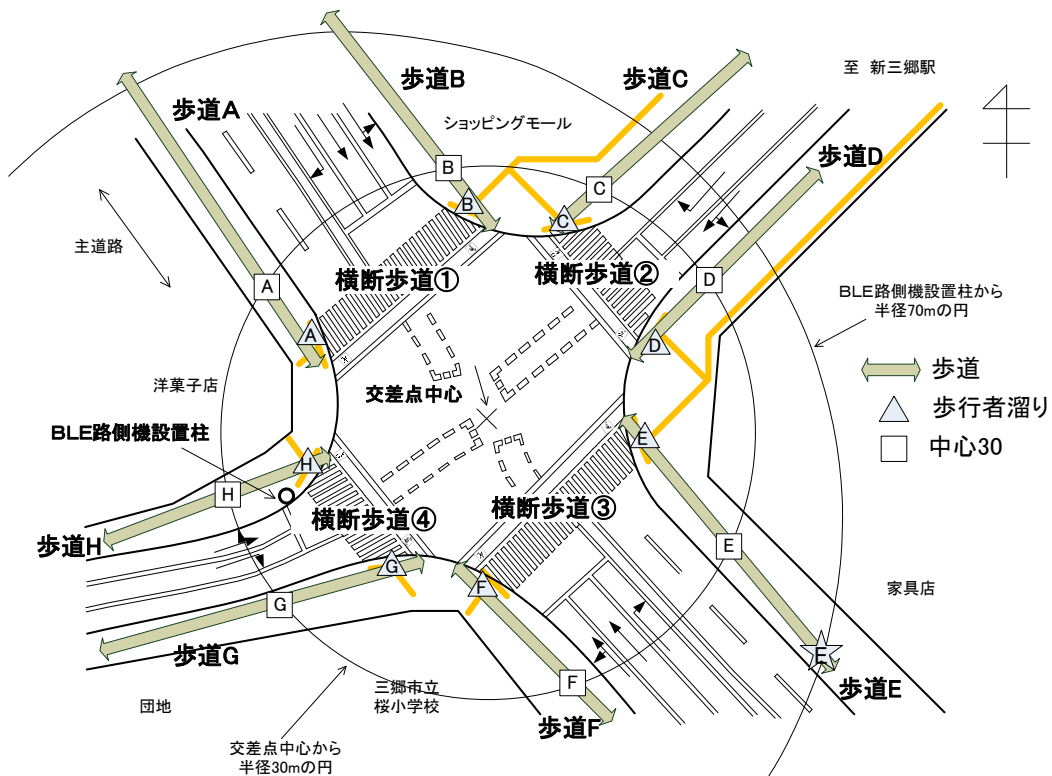 歩道A
歩道B
歩道C
至 新三郷駅
ショッピングモール
歩道D
主道路
B
B
C
C
横断歩道①
横断歩道②
A
A
D
D
BLE路側機設置柱から
半径70mの円
洋菓子店
交差点中心
歩道
歩行者溜り
中心30
BLE路側機設置柱
E
H
H
横断歩道④
横断歩道③
歩道H
E
G
G
F
家具店
歩道G
E
F
歩道E
団地
三郷市立
桜小学校
歩道F
交差点中心から
半径30mの円